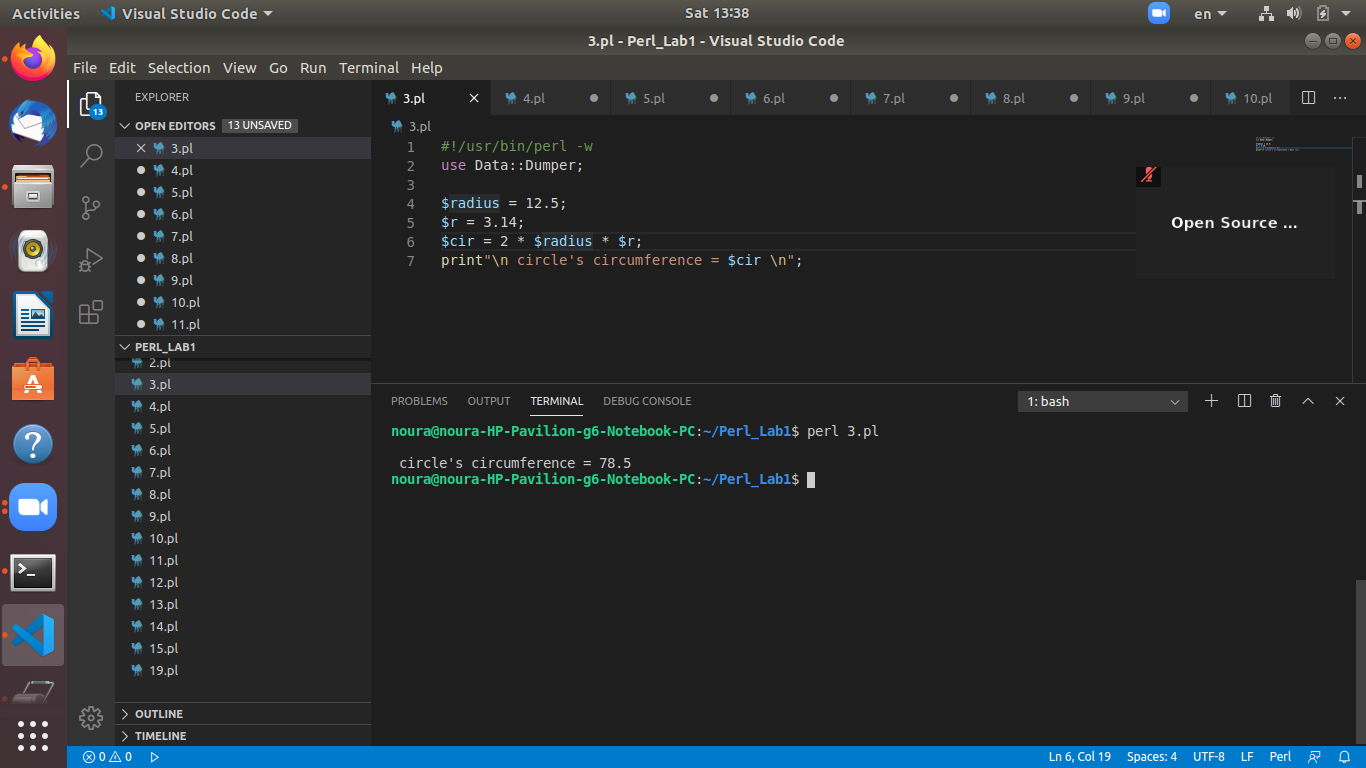 Activities Visual Studio Code Sat 13:38 en
3.pl - Perl_Lab1 - Visual Studio Code
File Edit Selection View Go Run Terminal Help
13
EXPLORER
OPEN EDITORS 13 UNSAVED
3.pl
4.pl
5.pl
6.pl
7.pl
8.pl
9.pl
10.pl
11.pl
PERL_LAB1
2.pl
3.pl
4.pl
5.pl
6.pl
7.pl
8.pl
9.pl
10.pl
11.pl
12.pl
13.pl
14.pl
15.pl
19.pl
OUTLINE
TIMELINE
3.pl 4.pl 5.pl 6.pl 7.pl 8.pl 9.pl 10.pl
3.pl
1 #!/usr/bin/perl -w
2 use Data::Dumper;
3
4 $radius = 12.5;
5 $r = 3.14;
6 $cir = 2 * $radius * $r;
7 print"\n circle's circumference = $cir \n";
Open Source ...
PROBLEMS OUTPUT TERMINAL DEBUG CONSOLE 1: bash
noura@noura-HP-Pavilion-g6-Notebook-PC:~/Perl_Lab1$ perl 3.pl
circle's circumference = 78.5
noura@noura-HP-Pavilion-g6-Notebook-PC:~/Perl_Lab1$
0 0 Ln 6, Col 19 Spaces: 4 UTF-8 LF Perl